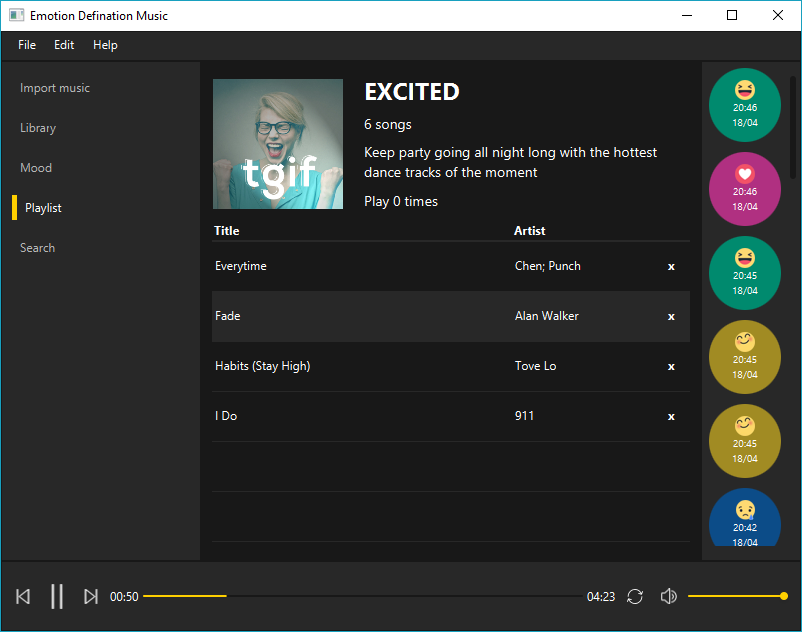 Emotion Defination Music
File Edit Help
Import music
Library
Mood
Playlist
Search
tgif
EXCITED
6 songs
Keep party going all night long with the hottest
dance tracks of the moment
Play 0 times
Title Artist
Everytime Chen; Punch x
Fade Alan Walker x
Habits (Stay High) Tove Lo x
I Do 911 x
20:46
18/04
20:46
18/04
20:45
18/04
20:45
18/04
20:45
18/04
20:42
18/04
00:50 04:23